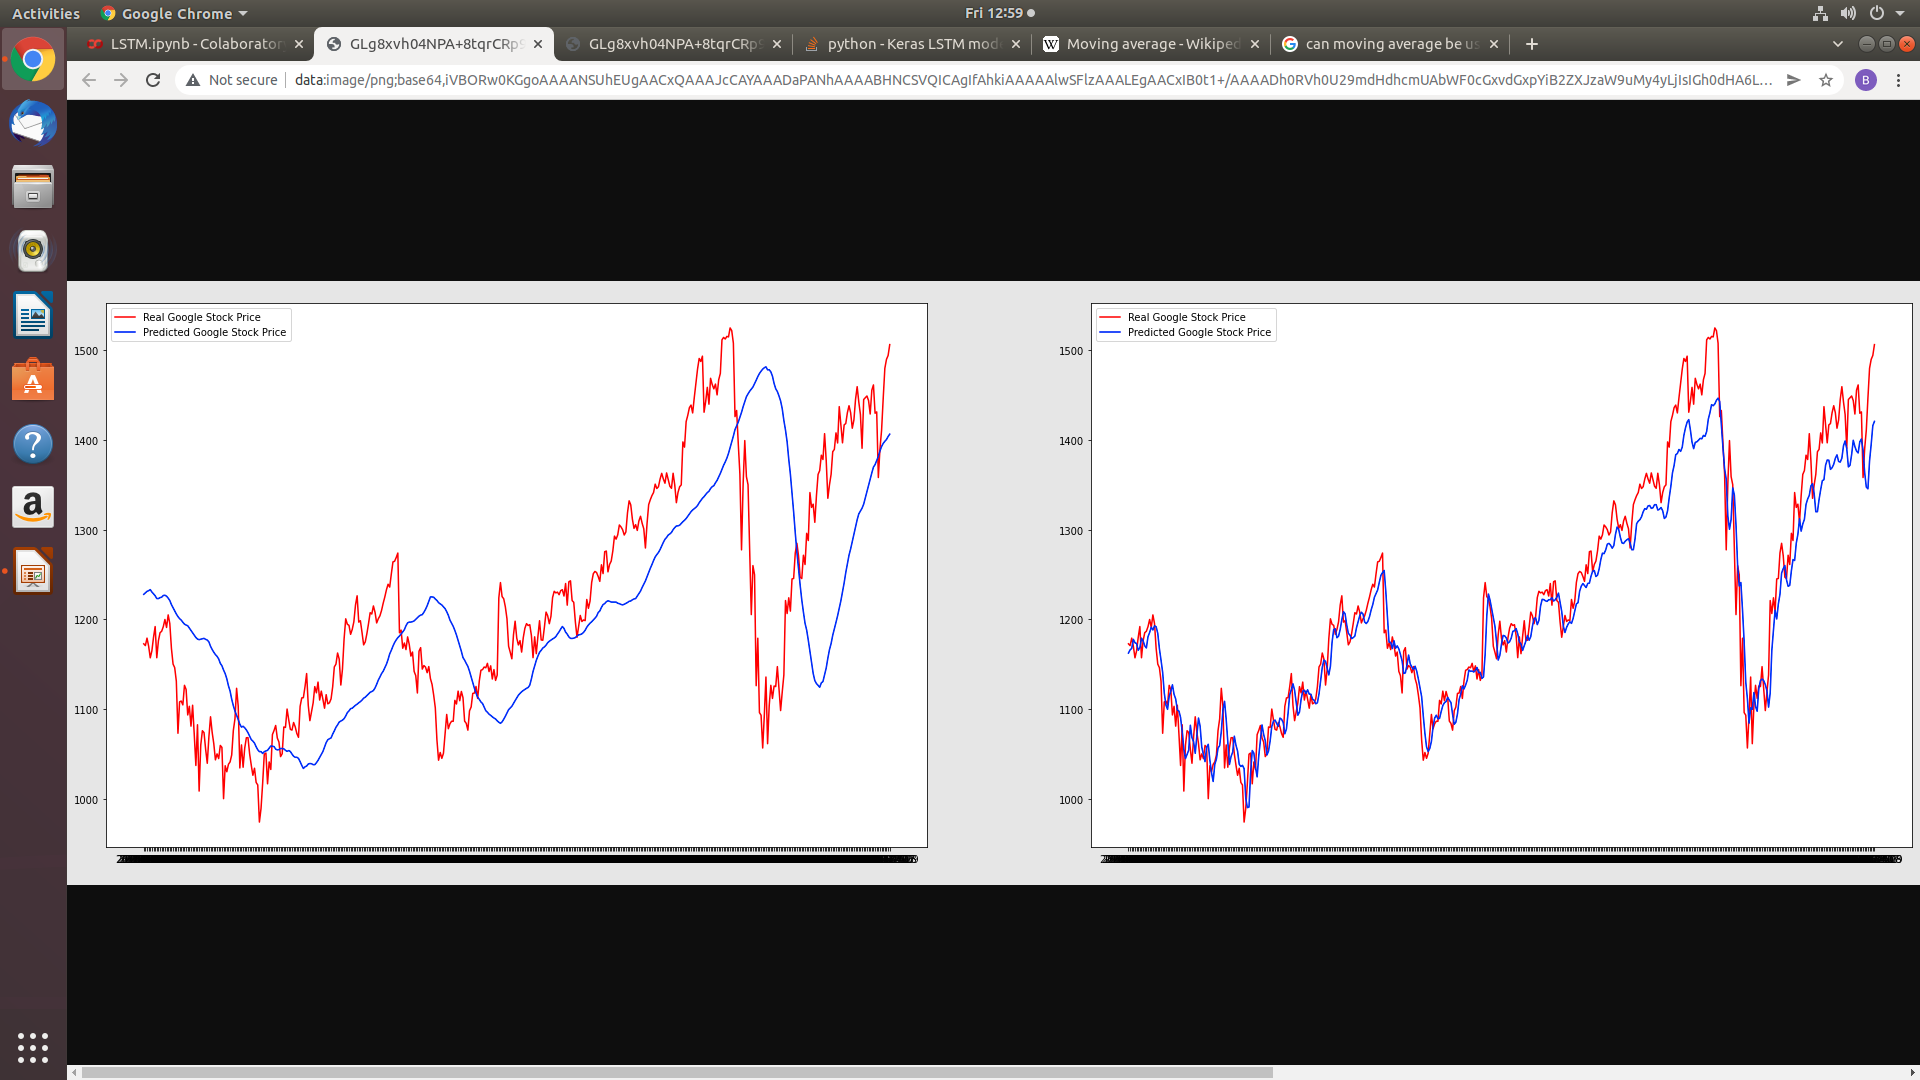 Activities
Google Chrome
Fri 12:59
LSTM.ipynb - Colaborator
GLg8xvh04NPA+8tqrCRp9
GLg8xvh04NPA+8tqrCRp9
python - Keras LSTM mod
Moving average - Wikiped
can moving average be us
Not secure
data:image/png;base64,iVBORw0KGgoAAAANSUhEUgAACxQAAAJcCAYAAADaPANhAAAABHNCSVQICAgIfAhkiAAAAAlwSFlzAAALEgAACxIB0t1+/AAAADh0RVh0U29mdHdhcmUAbWF0cGxvdGxpYiB2ZXJzaW9uMy4yLjIsIGh0dHA6L...
B
Real Google Stock Price
Predicted Google Stock Price
1500
1400
1300
1200
1100
1000
Real Google Stock Price
Predicted Google Stock Price
1500
1400
1300
1200
1100
1000